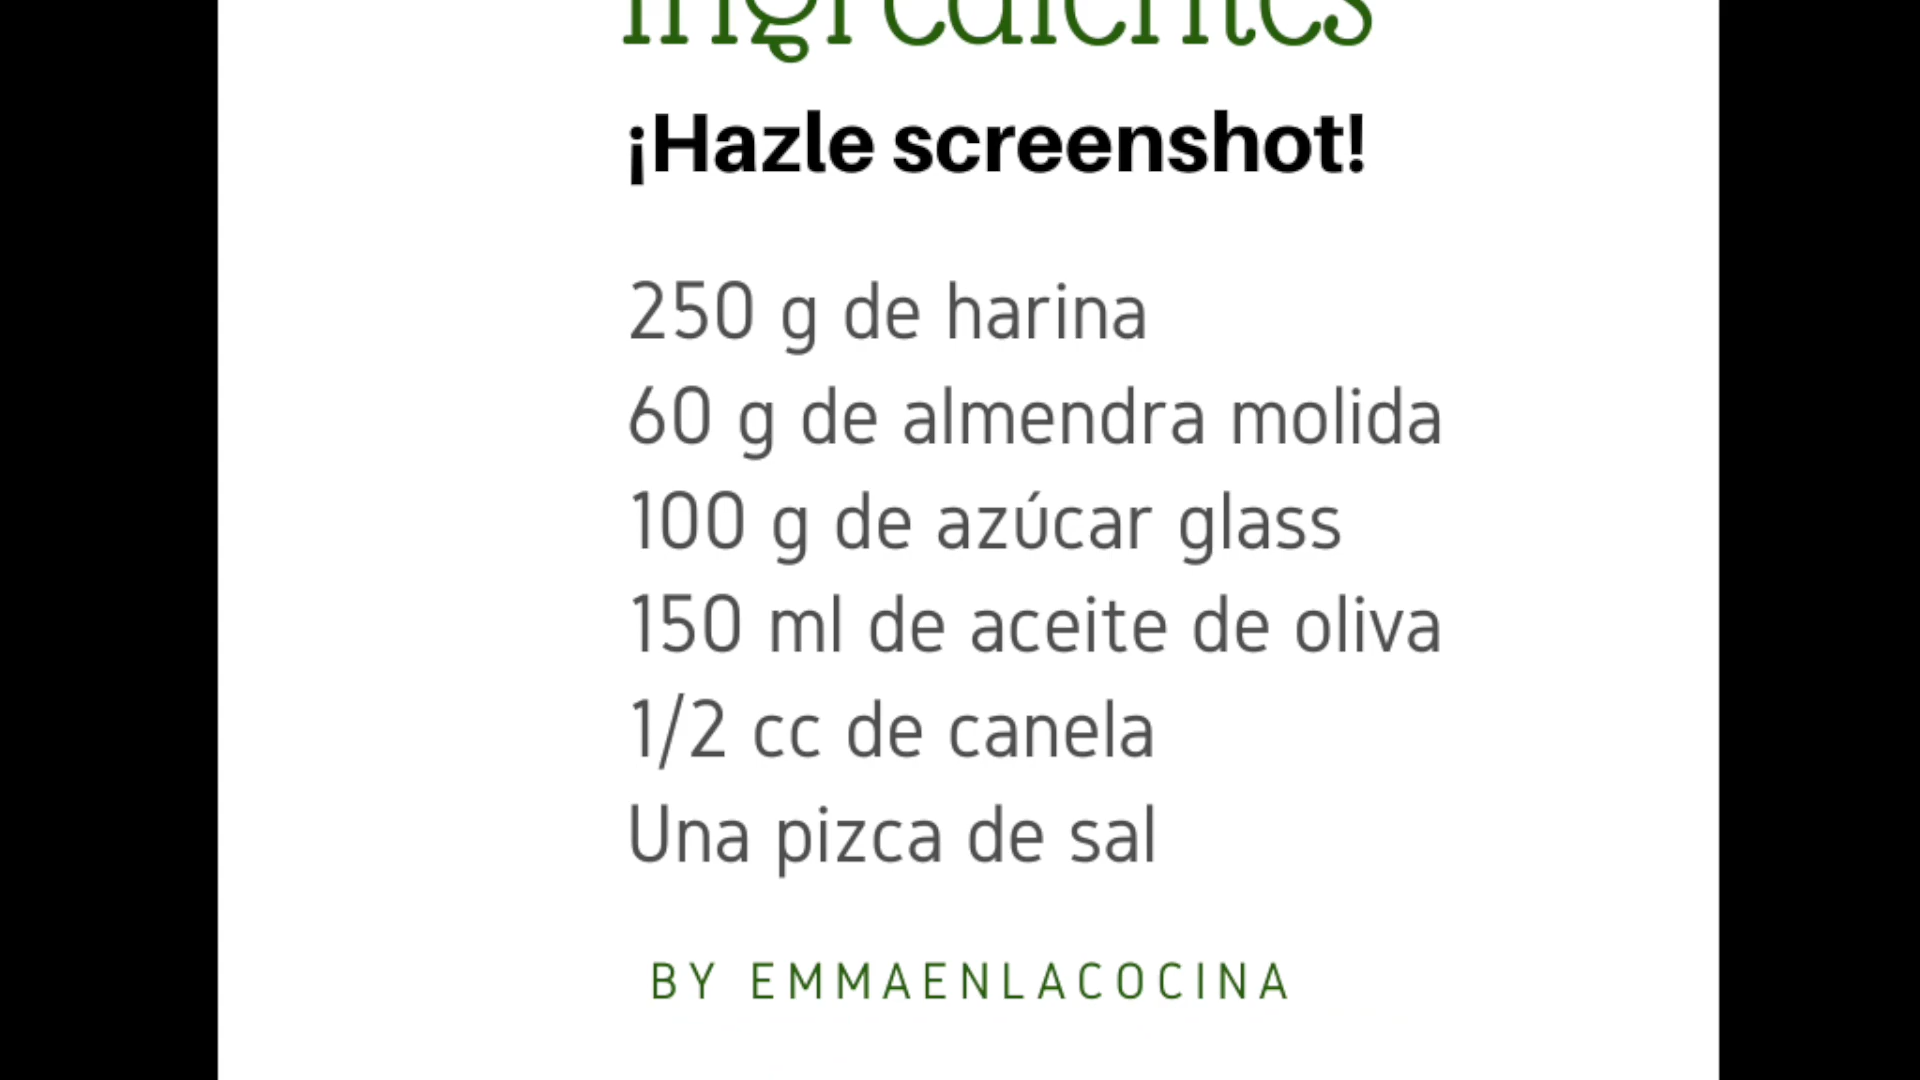 ingredientes
¡Hazle screenshot!
250 g de harina
60 g de almendra molida
100 g de azúcar glass
150 ml de aceite de oliva
1/2 cc de canela
Una pizca de sal
BY EMMAENLACOCINA